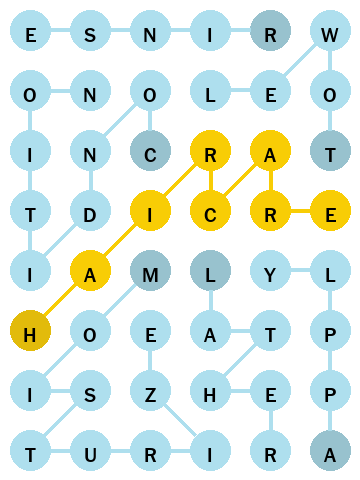 E S N I R W
O N O L E O
I N C R A T
T D I C R E
I A M L Y L
H O E A T P
I S Z H E P
T U R I R A